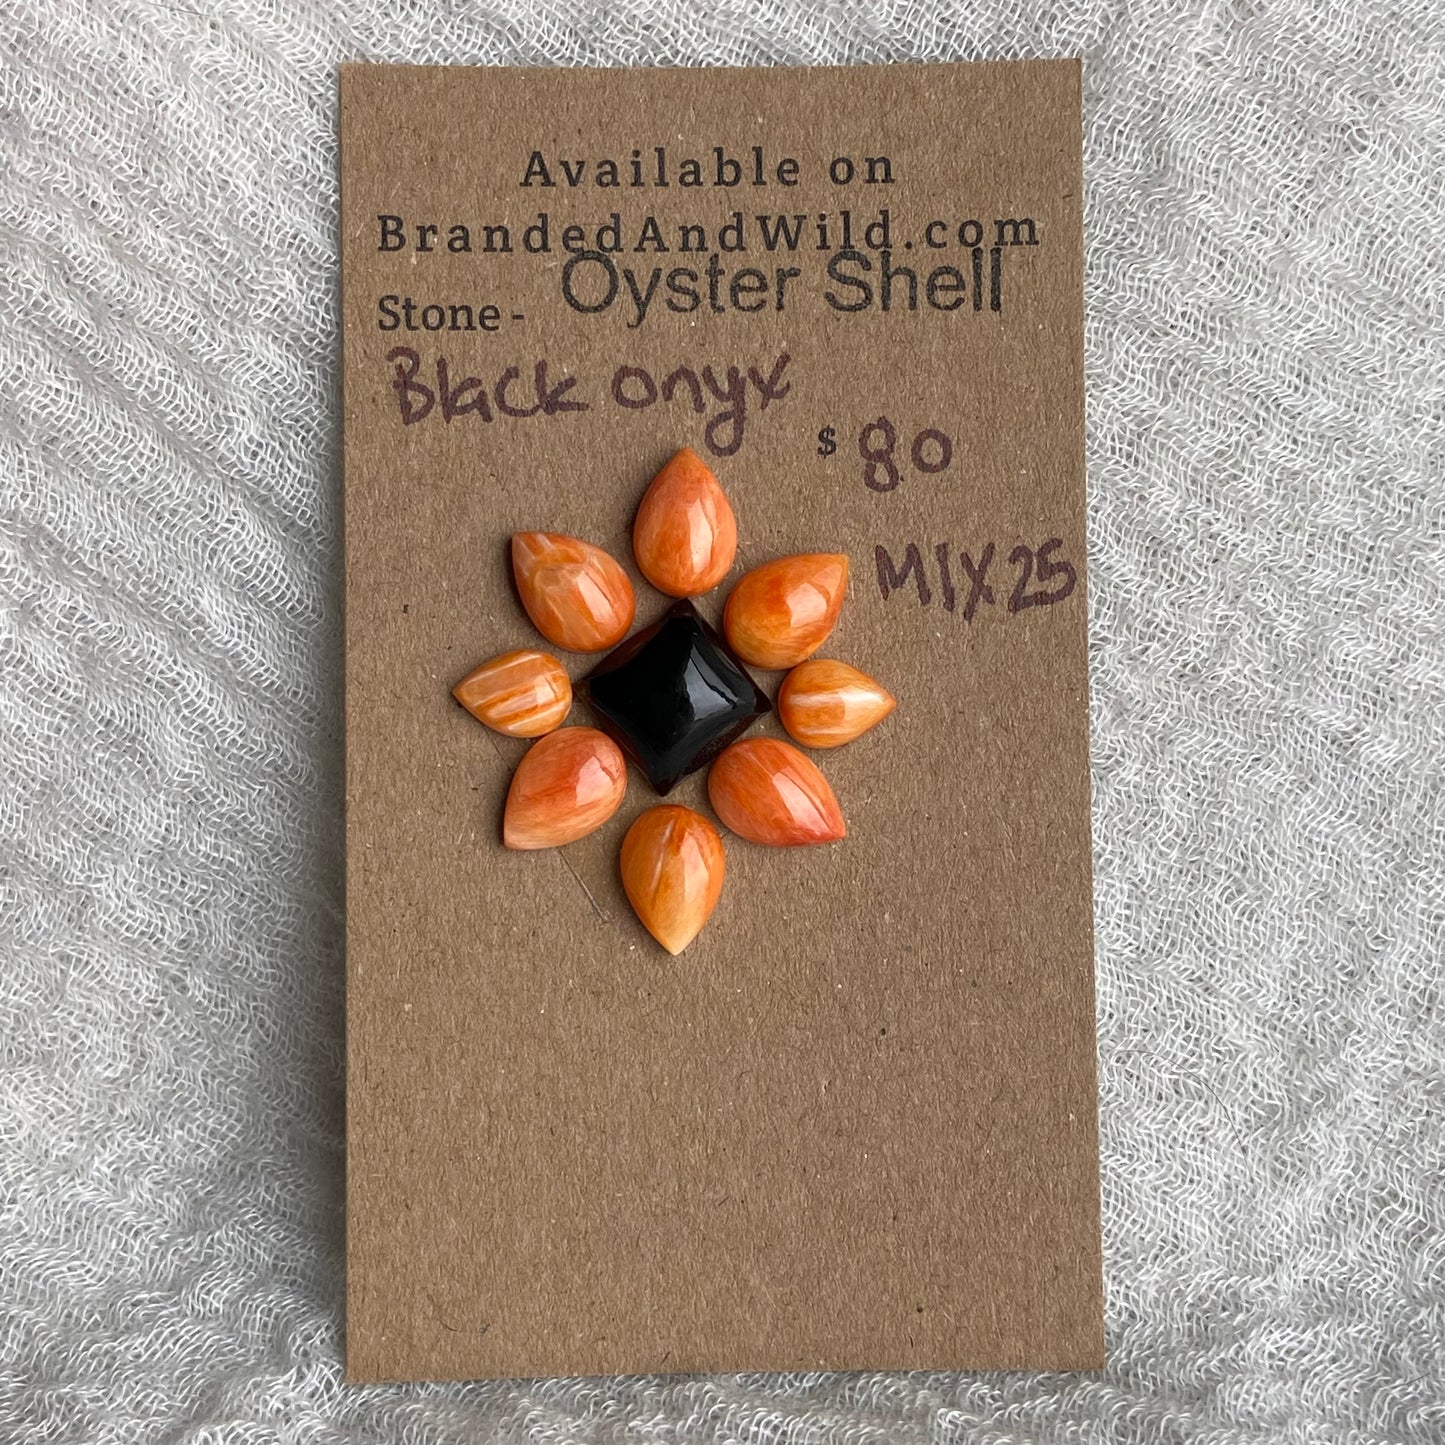 Available on
BrandedAndWild.com
Stone - Oyster Shell
Black onyx
$ 80
MIX25